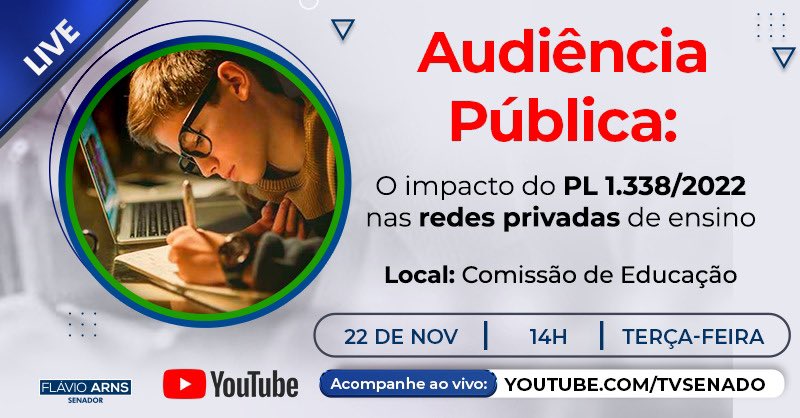 LIVE
Audiência
Pública:
O impacto do PL 1.338/2022
nas redes privadas de ensino
Local: Comissão de Educação
22 DE NOV | 14H | TERÇA-FEIRA
FLÁVIO ARNS
SENADOR
YouTube
Acompanhe ao vivo: YOUTUBE.COM/TVSENADO